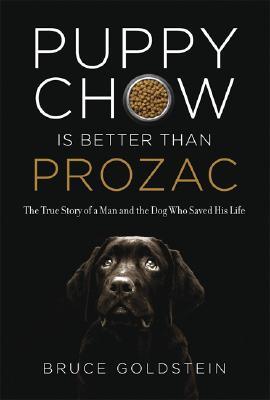 PUPPY
CHOW
IS BETTER THAN
PROZAC
The True Story of a Man and the Dog Who Saved His Life
BRUCE GOLDSTEIN